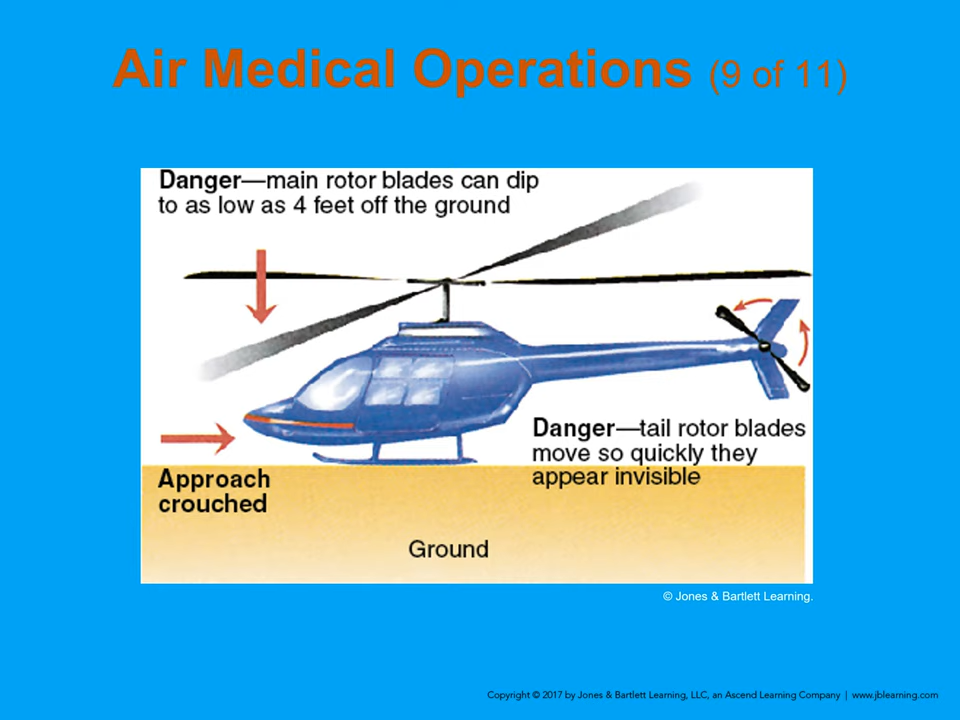 Air Medical Operations (9 of 11)
Danger—main rotor blades can dip
to as low as 4 feet off the ground
Danger—tail rotor blades
move so quickly they
appear invisible
Approach
crouched
Ground
© Jones & Bartlett Learning.
Copyright © 2017 by Jones & Bartlett Learning, LLC, an Ascend Learning Company | www.jblearning.com